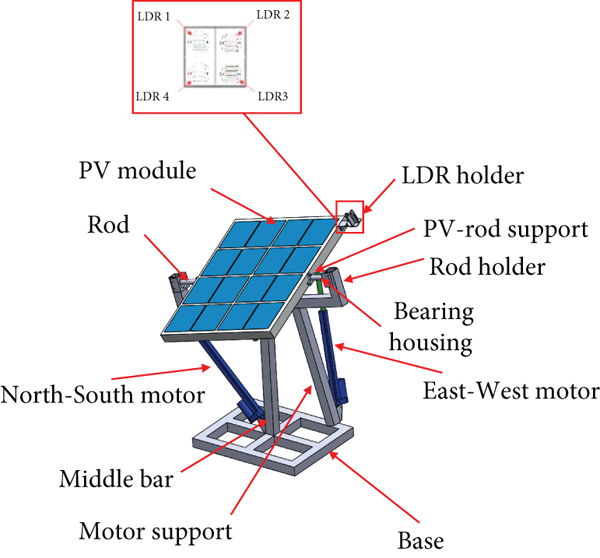 LDR 1
LDR 2
LDR 4
LDR3
PV module
LDR holder
Rod
PV-rod support
Rod holder
Bearing
housing
North-South motor
East-West motor
Middle bar
Motor support
Base